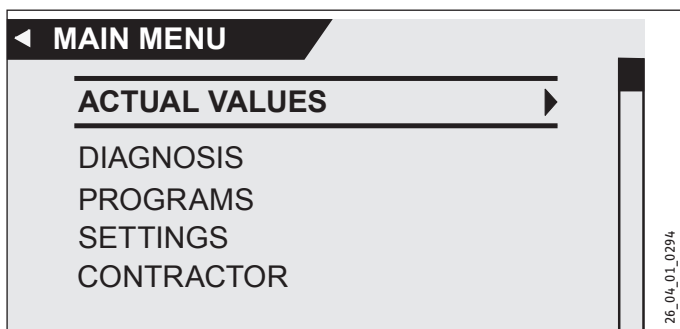 MAIN MENU
ACTUAL VALUES
DIAGNOSIS
PROGRAMS
SETTINGS
CONTRACTOR
26_04_01_0294